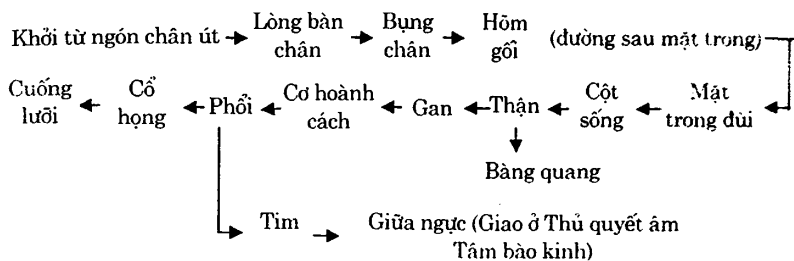 Khởi từ ngón chân út → Lòng bàn chân → Bụng chân → Hõm gối (đường sau mặt trong)
Cuống lưỡi ← Cổ họng ← Phổi ← Cơ hoành cách ← Gan ← Thận ← Cột sống ← Mặt trong đùi
Bàng quang
Tim → Giữa ngực (Giao ở Thủ quyết âm
Tâm bào kinh)